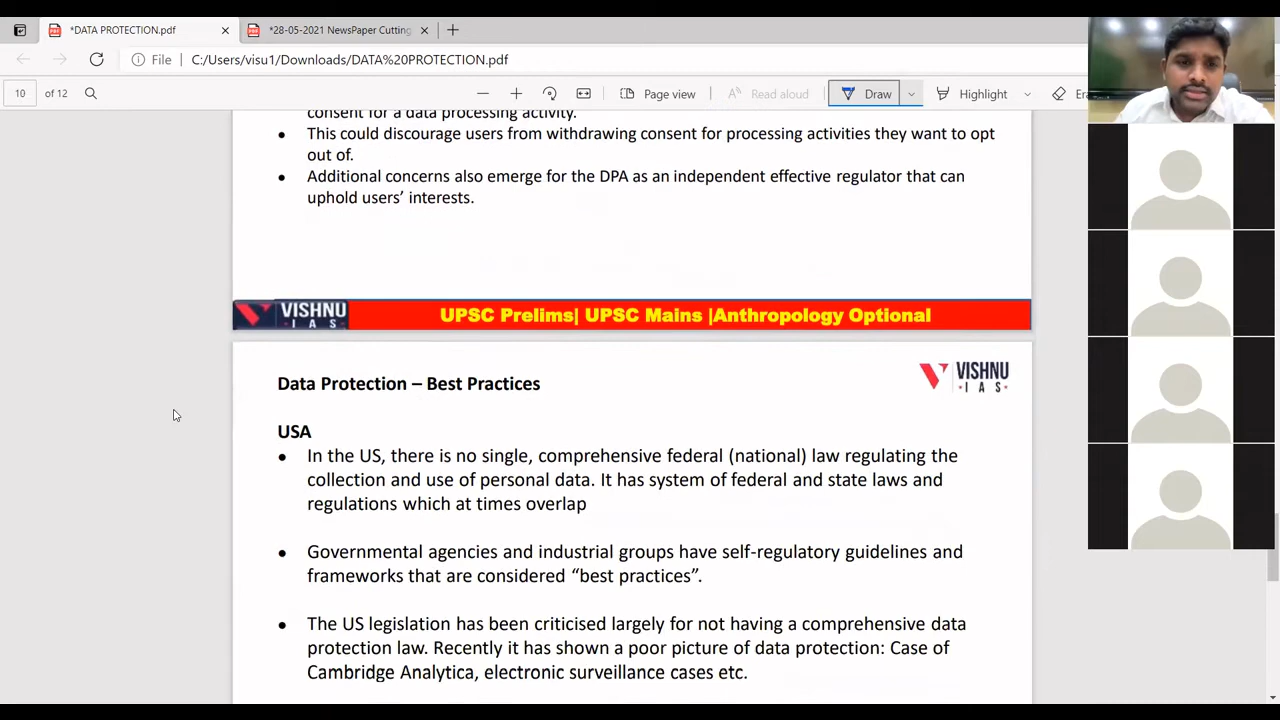 *DATA PROTECTION.pdf
*28-05-2021 NewsPaper Cutting
File
C:/Users/visu1/Downloads/DATA%20PROTECTION.pdf
10 of 12
Page view
Read aloud
Draw
Highlight
Era
consent for a data processing activity.
• This could discourage users from withdrawing consent for processing activities they want to opt
out of.
• Additional concerns also emerge for the DPA as an independent effective regulator that can
uphold users’ interests.
VISHNU
IAS
UPSC Prelims| UPSC Mains |Anthropology Optional
Data Protection – Best Practices
VISHNU
IAS
USA
• In the US, there is no single, comprehensive federal (national) law regulating the
collection and use of personal data. It has system of federal and state laws and
regulations which at times overlap
• Governmental agencies and industrial groups have self-regulatory guidelines and
frameworks that are considered “best practices”.
• The US legislation has been criticised largely for not having a comprehensive data
protection law. Recently it has shown a poor picture of data protection: Case of
Cambridge Analytica, electronic surveillance cases etc.